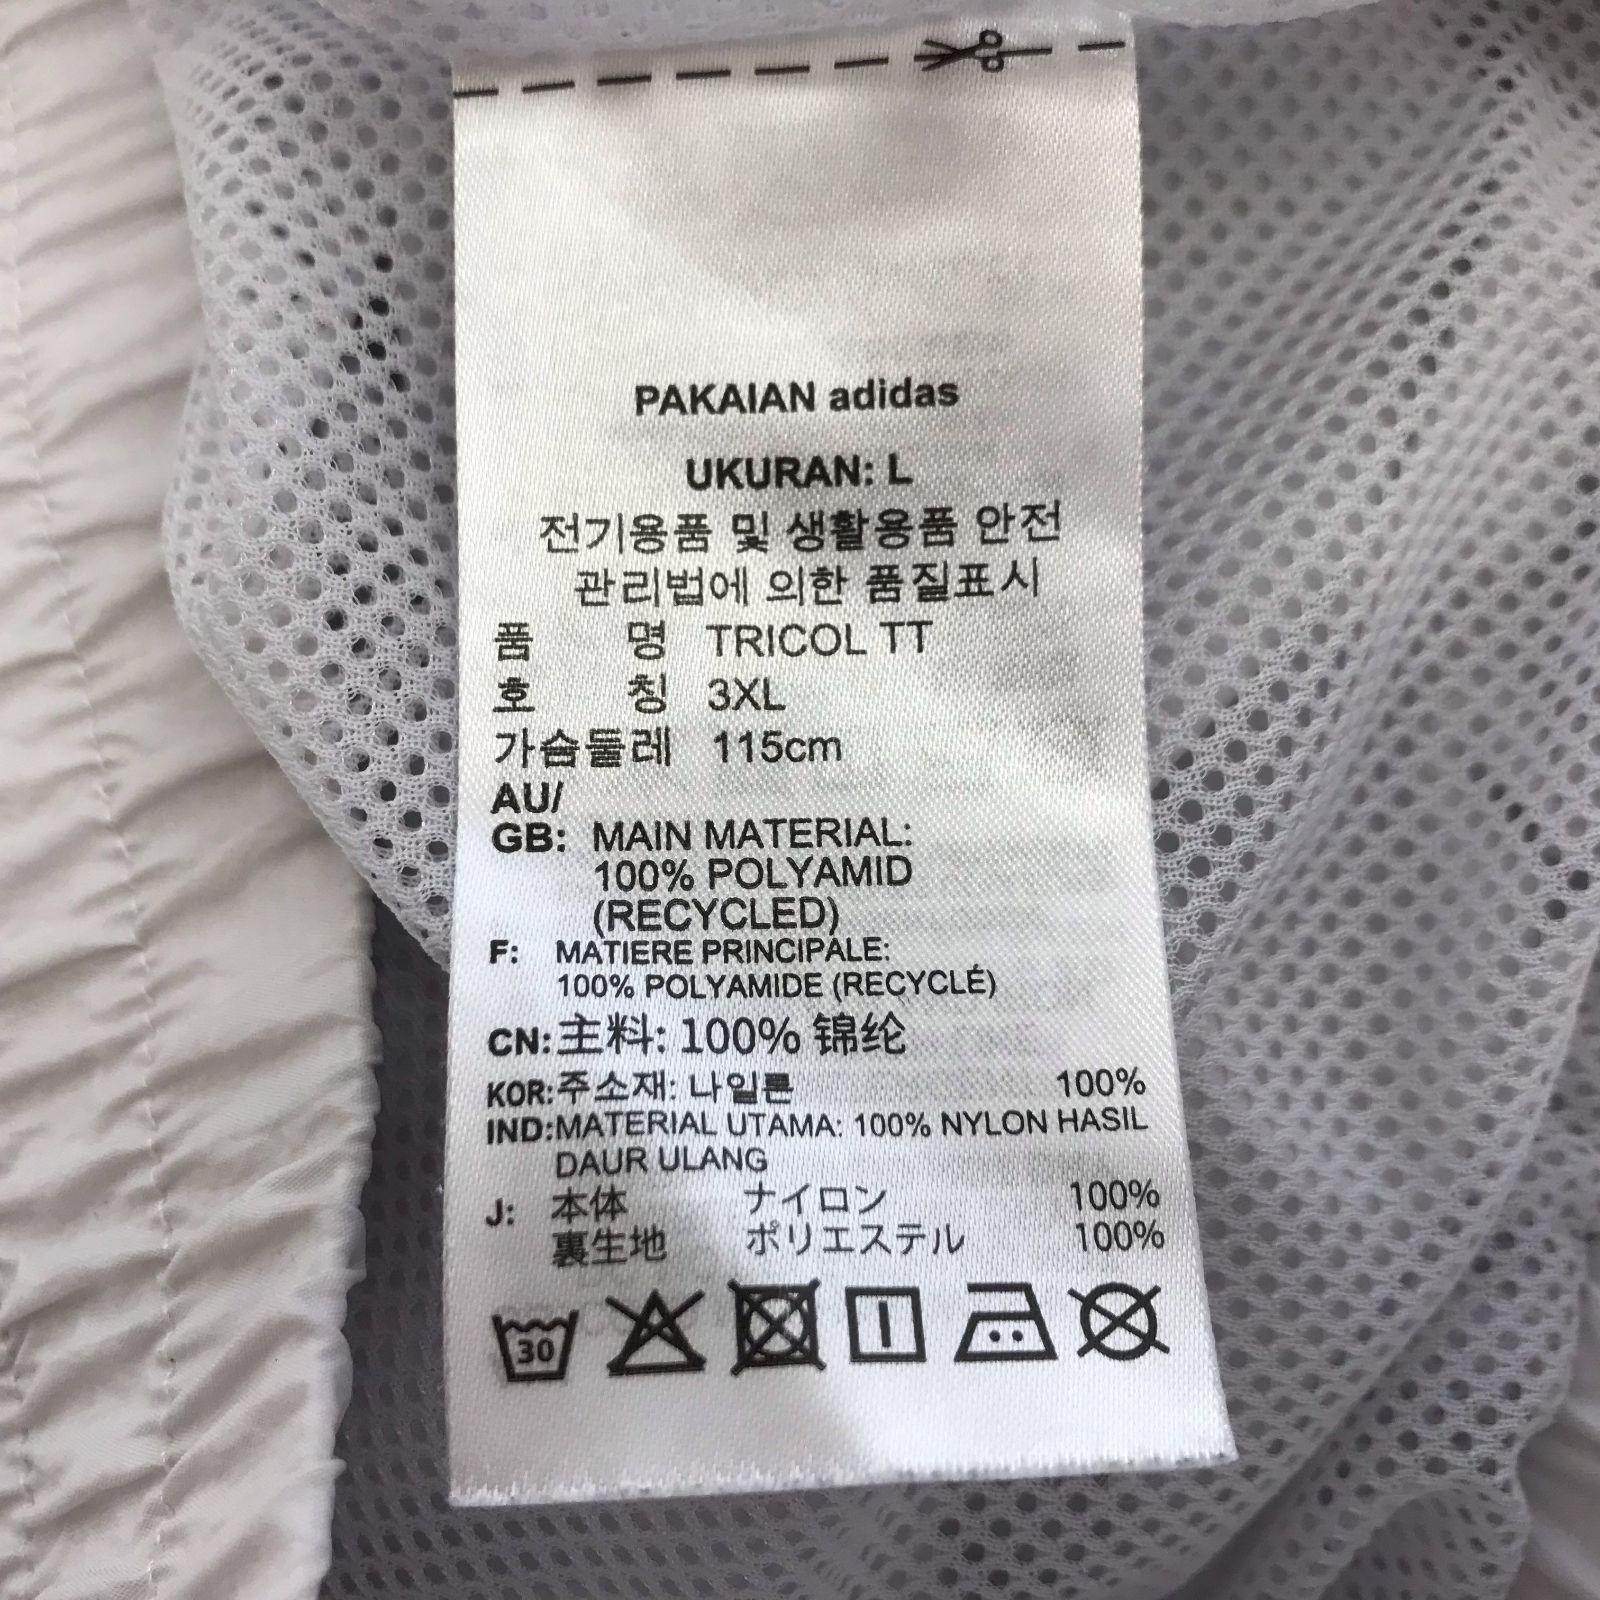 PAKAIAN adidas
UKURAN: L
전기용품 및 생활용품 안전
관리법에 의한 품질표시
품 명 TRICOL TT
호 칭 3XL
가슴둘레 115cm
AU/
GB: MAIN MATERIAL:
100% POLYAMID
(RECYCLED)
F: MATIERE PRINCIPALE:
100% POLYAMIDE (RECYCLÉ)
CN: 主料: 100% 锦纶
KOR: 주소재: 나일론 100%
IND: MATERIAL UTAMA: 100% NYLON HASIL
DAUR ULANG
J: 本体 ナイロン 100%
裏生地 ポリエステル 100%
30